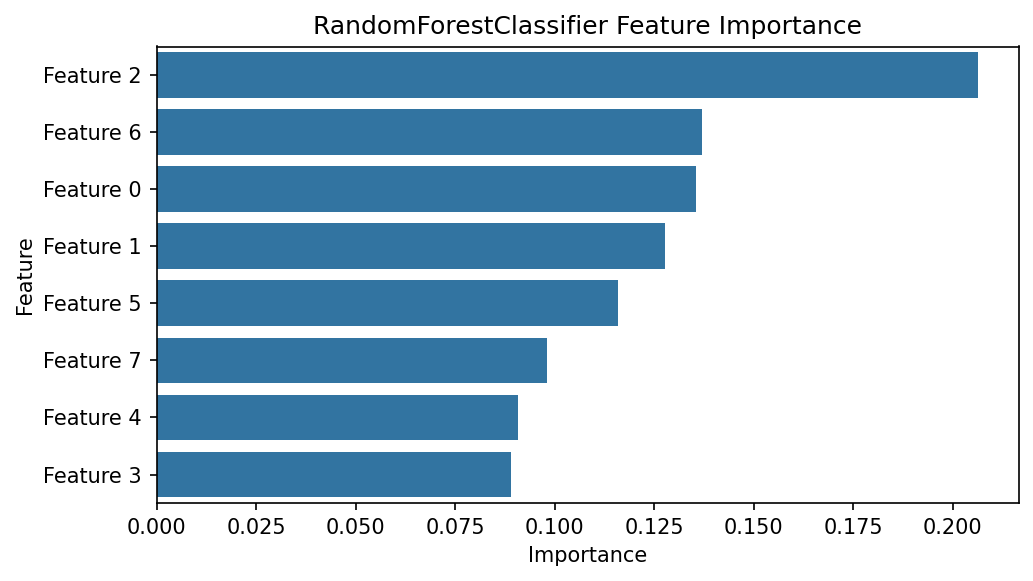 RandomForestClassifier Feature Importance
Feature
Feature 2
Feature 6
Feature 0
Feature 1
Feature 5
Feature 7
Feature 4
Feature 3
0.000 0.025 0.050 0.075 0.100 0.125 0.150 0.175 0.200
Importance